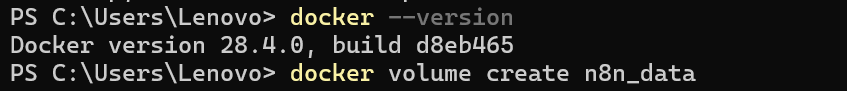 PS C:\Users\Lenovo> docker --version
Docker version 28.4.0, build d8eb465
PS C:\Users\Lenovo> docker volume create n8n_data